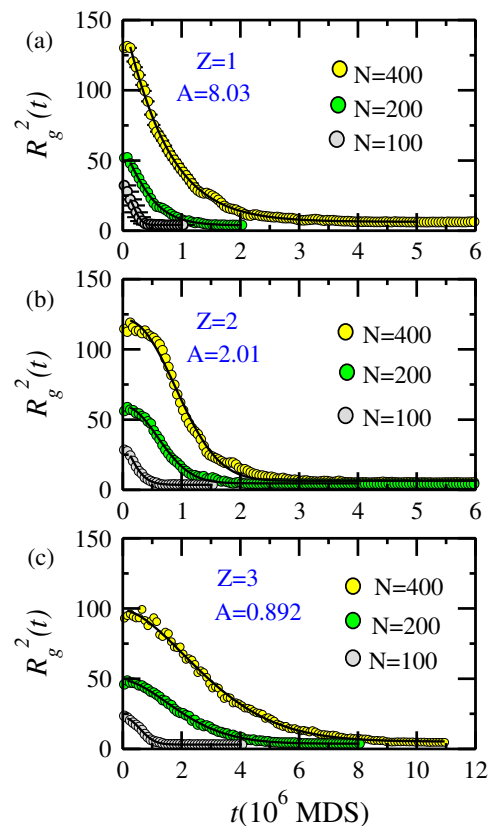 (a)
150
100
50
0
R_g^2(t)
Z=1
A=8.03
N=400
N=200
N=100
0 1 2 3 4 5 6
(b)
150
100
50
0
R_g^2(t)
Z=2
A=2.01
N=400
N=200
N=100
0 1 2 3 4 5 6
(c)
150
100
50
0
R_g^2(t)
Z=3
A=0.892
N=400
N=200
N=100
0 2 4 6 8 10 12
t(10^6 MDS)